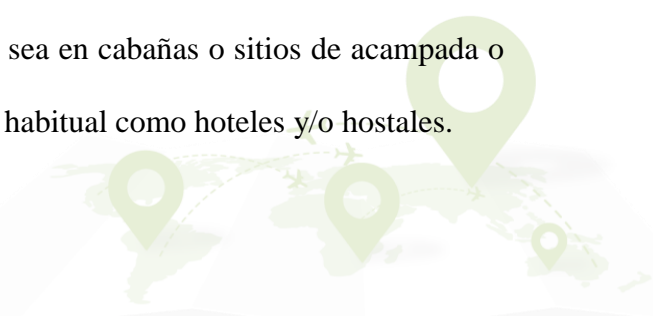 sea en cabañas o sitios de acampada o
habitual como hoteles y/o hostales.